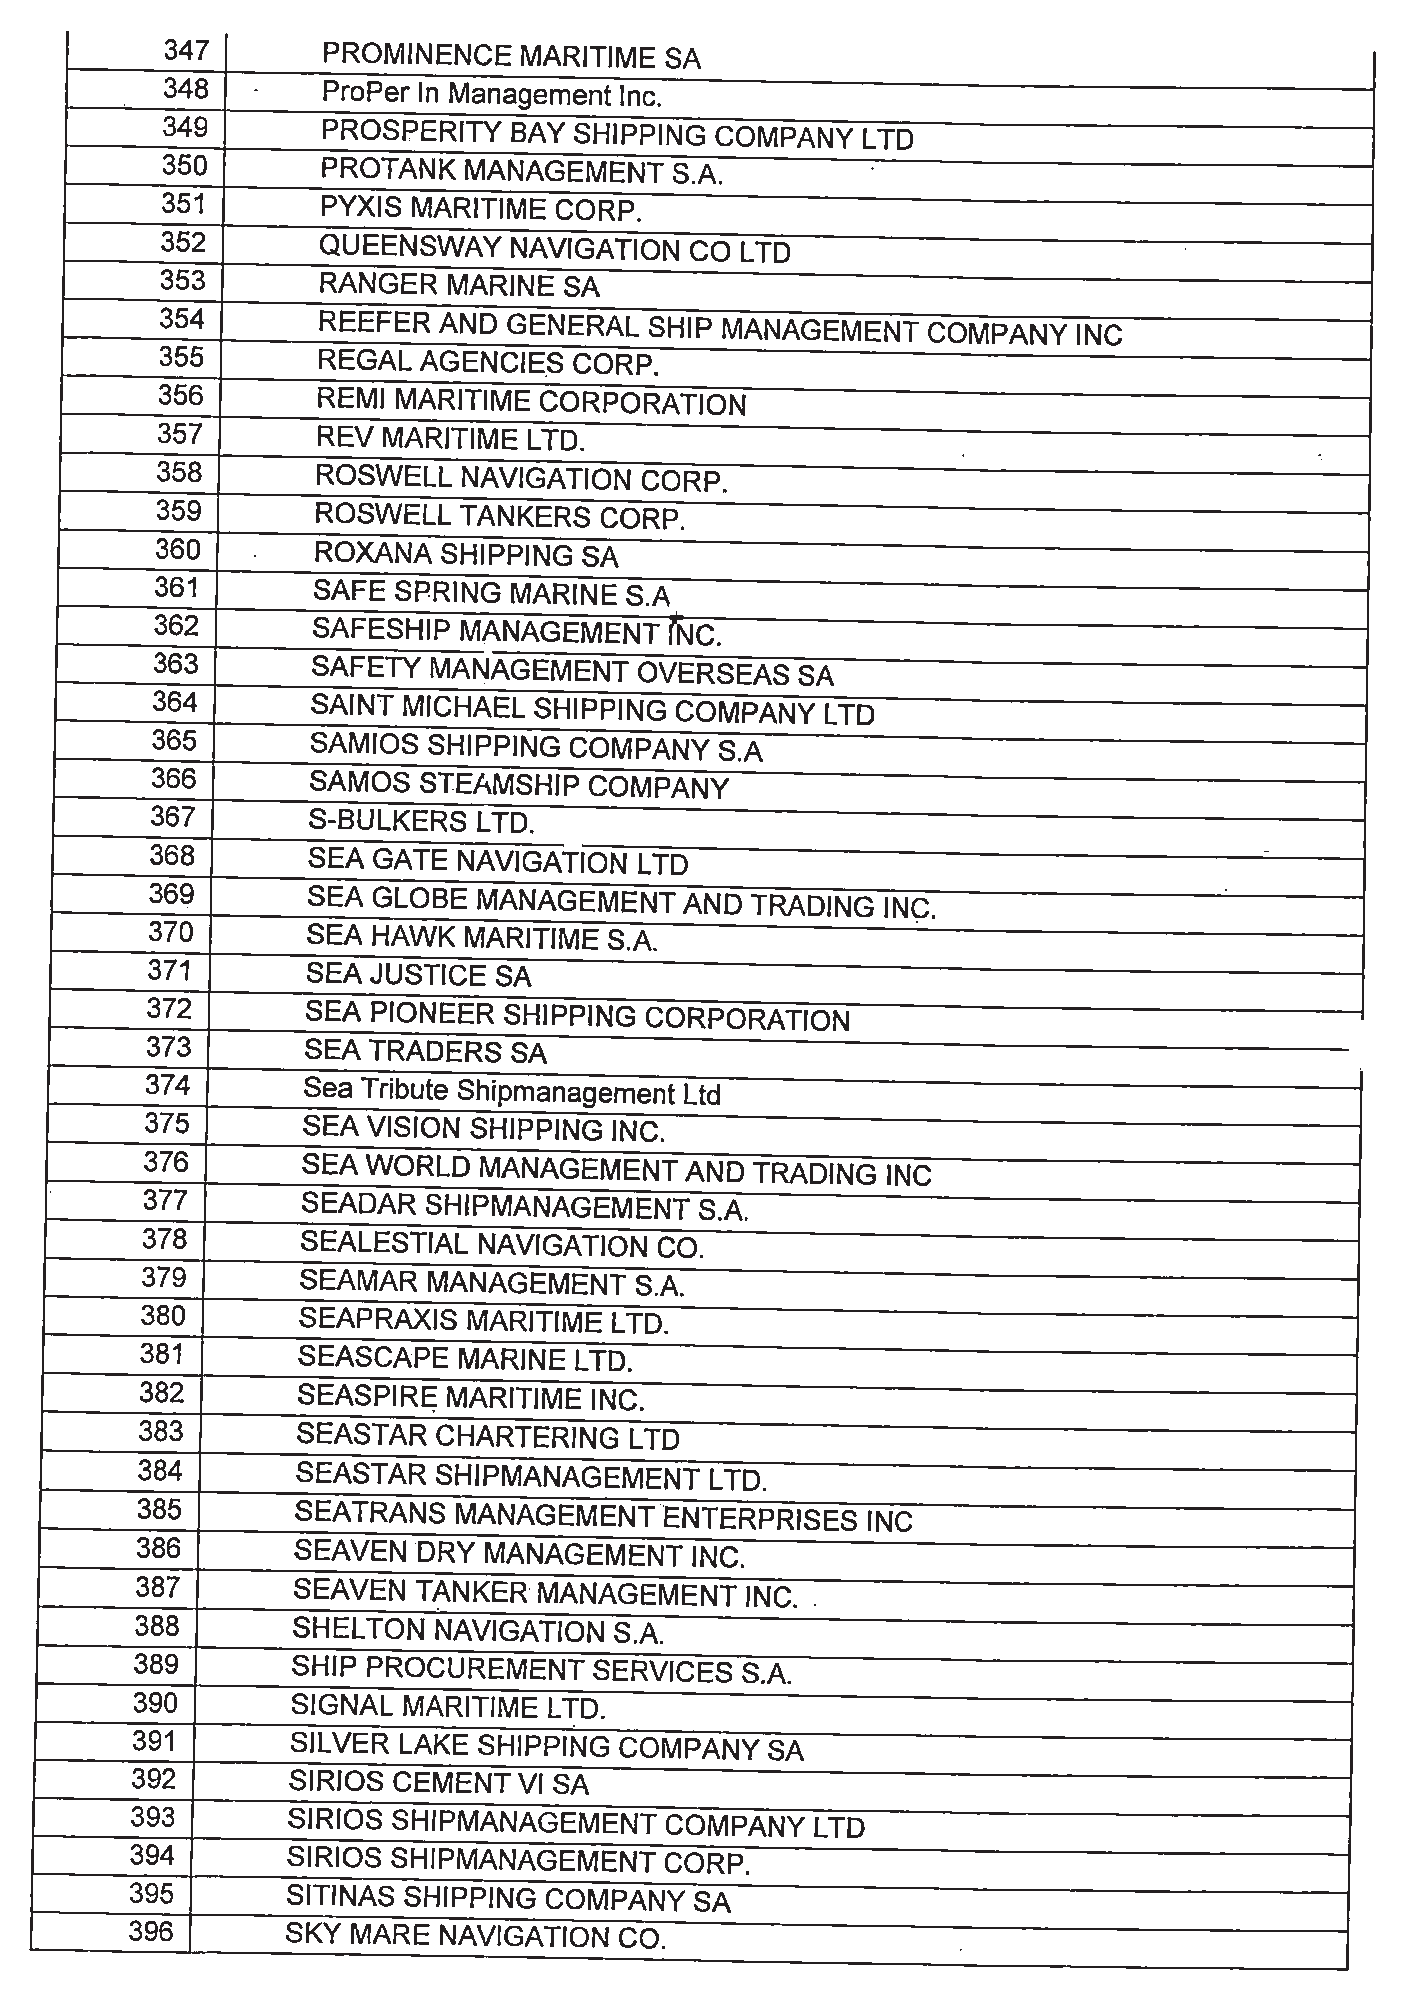 347 PROMINENCE MARITIME SA
348 ProPer In Management Inc.
349 PROSPERITY BAY SHIPPING COMPANY LTD
350 PROTANK MANAGEMENT S.A.
351 PYXIS MARITIME CORP.
352 QUEENSWAY NAVIGATION CO LTD
353 RANGER MARINE SA
354 REEFER AND GENERAL SHIP MANAGEMENT COMPANY INC
355 REGAL AGENCIES CORP.
356 REMI MARITIME CORPORATION
357 REV MARITIME LTD.
358 ROSWELL NAVIGATION CORP.
359 ROSWELL TANKERS CORP.
360 ROXANA SHIPPING SA
361 SAFE SPRING MARINE S.A
362 SAFESHIP MANAGEMENT INC.
363 SAFETY MANAGEMENT OVERSEAS SA
364 SAINT MICHAEL SHIPPING COMPANY LTD
365 SAMIOS SHIPPING COMPANY S.A
366 SAMOS STEAMSHIP COMPANY
367 S-BULKERS LTD.
368 SEA GATE NAVIGATION LTD
369 SEA GLOBE MANAGEMENT AND TRADING INC.
370 SEA HAWK MARITIME S.A.
371 SEA JUSTICE SA
372 SEA PIONEER SHIPPING CORPORATION
373 SEA TRADERS SA
374 Sea Tribute Shipmanagement Ltd
375 SEA VISION SHIPPING INC.
376 SEA WORLD MANAGEMENT AND TRADING INC
377 SEADAR SHIPMANAGEMENT S.A.
378 SEALESTIAL NAVIGATION CO.
379 SEAMAR MANAGEMENT S.A.
380 SEAPRAXIS MARITIME LTD.
381 SEASCAPE MARINE LTD.
382 SEASPIRE MARITIME INC.
383 SEASTAR CHARTERING LTD
384 SEASTAR SHIPMANAGEMENT LTD.
385 SEATRANS MANAGEMENT ENTERPRISES INC
386 SEAVEN DRY MANAGEMENT INC.
387 SEAVEN TANKER MANAGEMENT INC.
388 SHELTON NAVIGATION S.A.
389 SHIP PROCUREMENT SERVICES S.A.
390 SIGNAL MARITIME LTD.
391 SILVER LAKE SHIPPING COMPANY SA
392 SIRIOS CEMENT VI SA
393 SIRIOS SHIPMANAGEMENT COMPANY LTD
394 SIRIOS SHIPMANAGEMENT CORP.
395 SITINAS SHIPPING COMPANY SA
396 SKY MARE NAVIGATION CO.